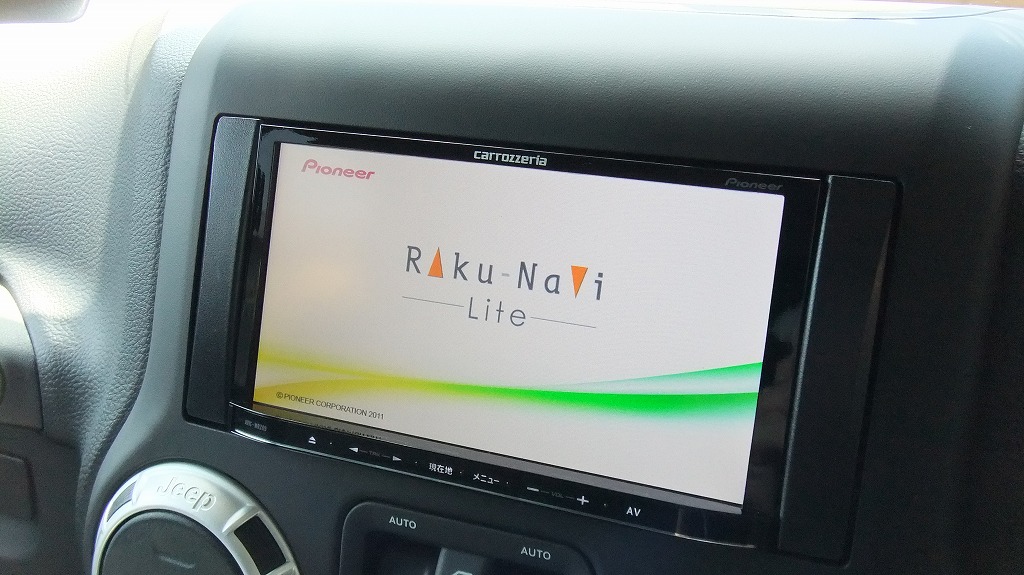 carrozzeria
Pioneer
Pioneer
Raku-Navi
Lite
© PIONEER CORPORATION 2011
現在地
メニュー
VOL
AV
Jeep
AUTO
AUTO